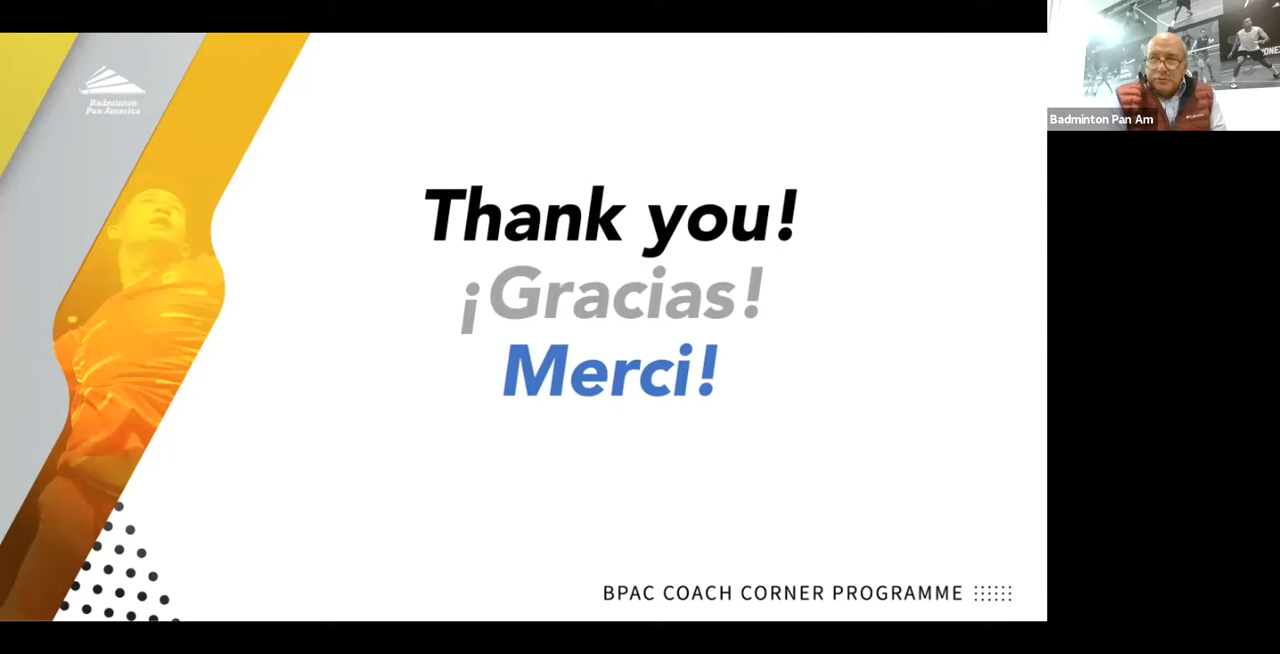 Badminton
Pan America
Thank you!
¡Gracias!
Merci!
BPAC COACH CORNER PROGRAMME
Badminton Pan Am